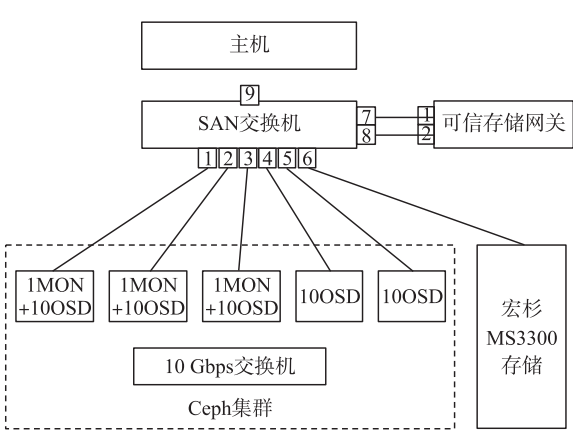 主机
9
SAN交换机
7
8
1
2
可信存储网关
1
2
3
4
5
6
1MON
+10OSD
1MON
+10OSD
1MON
+10OSD
10OSD
10OSD
宏杉
MS3300
存储
10 Gbps交换机
Ceph集群